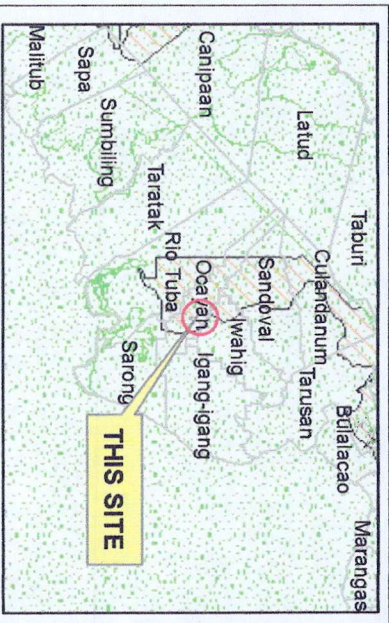 Malitub
Sapa
Sumbiling
Canipaan
Latud
Taratak
Taburi
Rio Tuba
Ocayan
Sandoval
Culandanum
Iwahig
Igang-igang
Sarong
Tarusan
Bulalacao
Marangas
THIS SITE